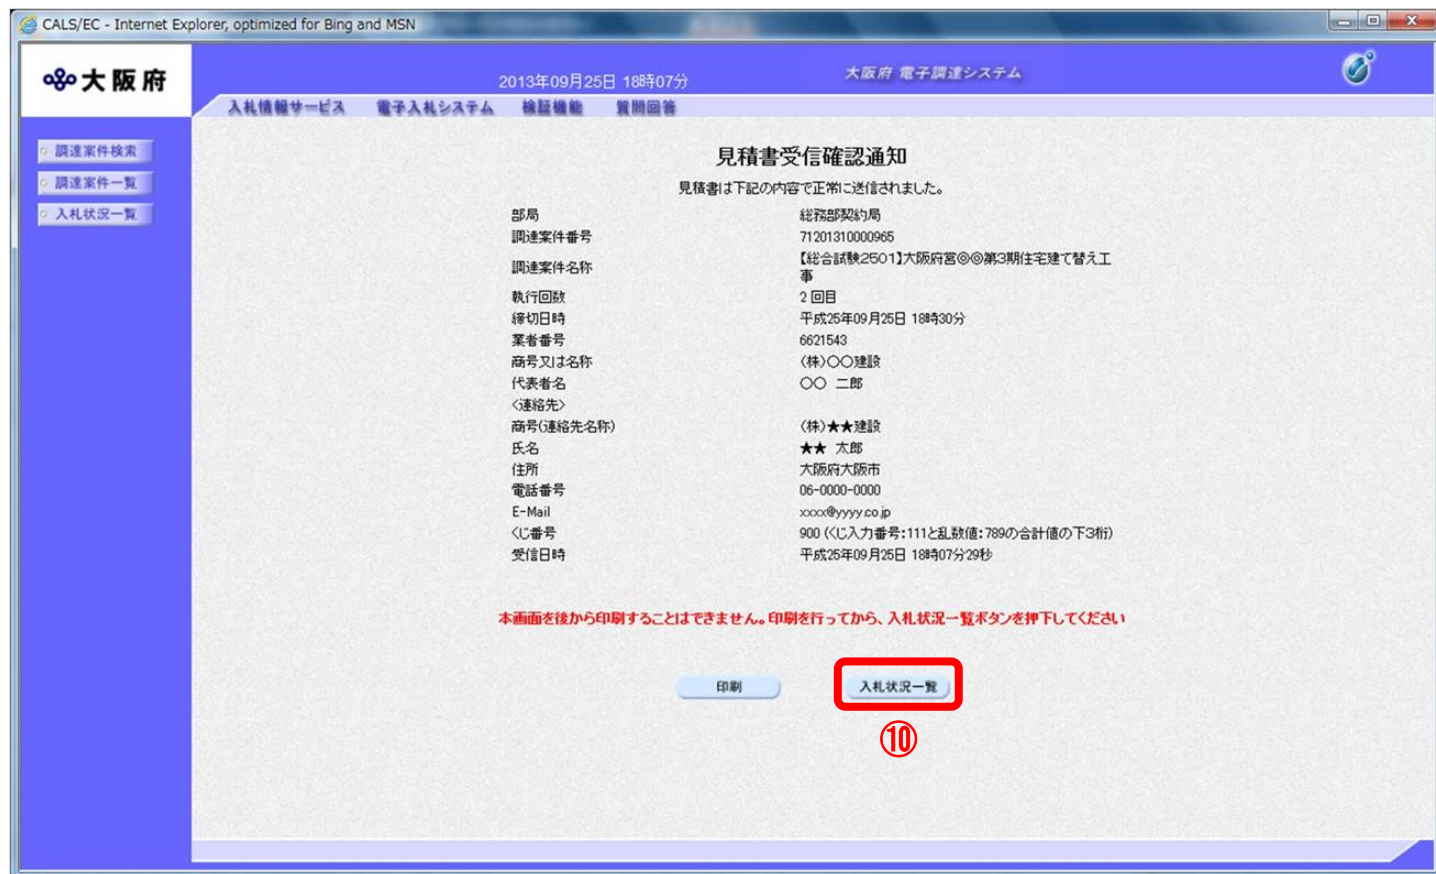 CALS/EC - Internet Explorer, optimized for Bing and MSN
大阪府
2013年09月25日 18時07分
大阪府 電子調達システム
入札情報サービス 電子入札システム 検証機能 質問回答
調達案件検索
調達案件一覧
入札状況一覧
見積書受信確認通知
見積書は下記の内容で正常に送信されました。
部局 総務部契約局
調達案件番号 71201310000965
調達案件名称 【総合試験2501】大阪府営◎◎第3期住宅建て替え工
事
執行回数 2回目
締切日時 平成25年09月25日 18時30分
業者番号 6621543
商号又は名称 (株)〇〇建設
代表者名 〇〇 二郎
<連絡先>
商号(連絡先名称) (株)★★建設
氏名 ★★ 太郎
住所 大阪府大阪市
電話番号 06-0000-0000
E-Mail xxxx@yyyy.co.jp
くじ番号 900 (くじ入力番号:111と乱数値:789の合計値の下3桁)
受信日時 平成25年09月25日 18時07分29秒
本画面を後から印刷することはできません。印刷を行ってから、入札状況一覧ボタンを押下してください
印刷 入札状況一覧
⑩